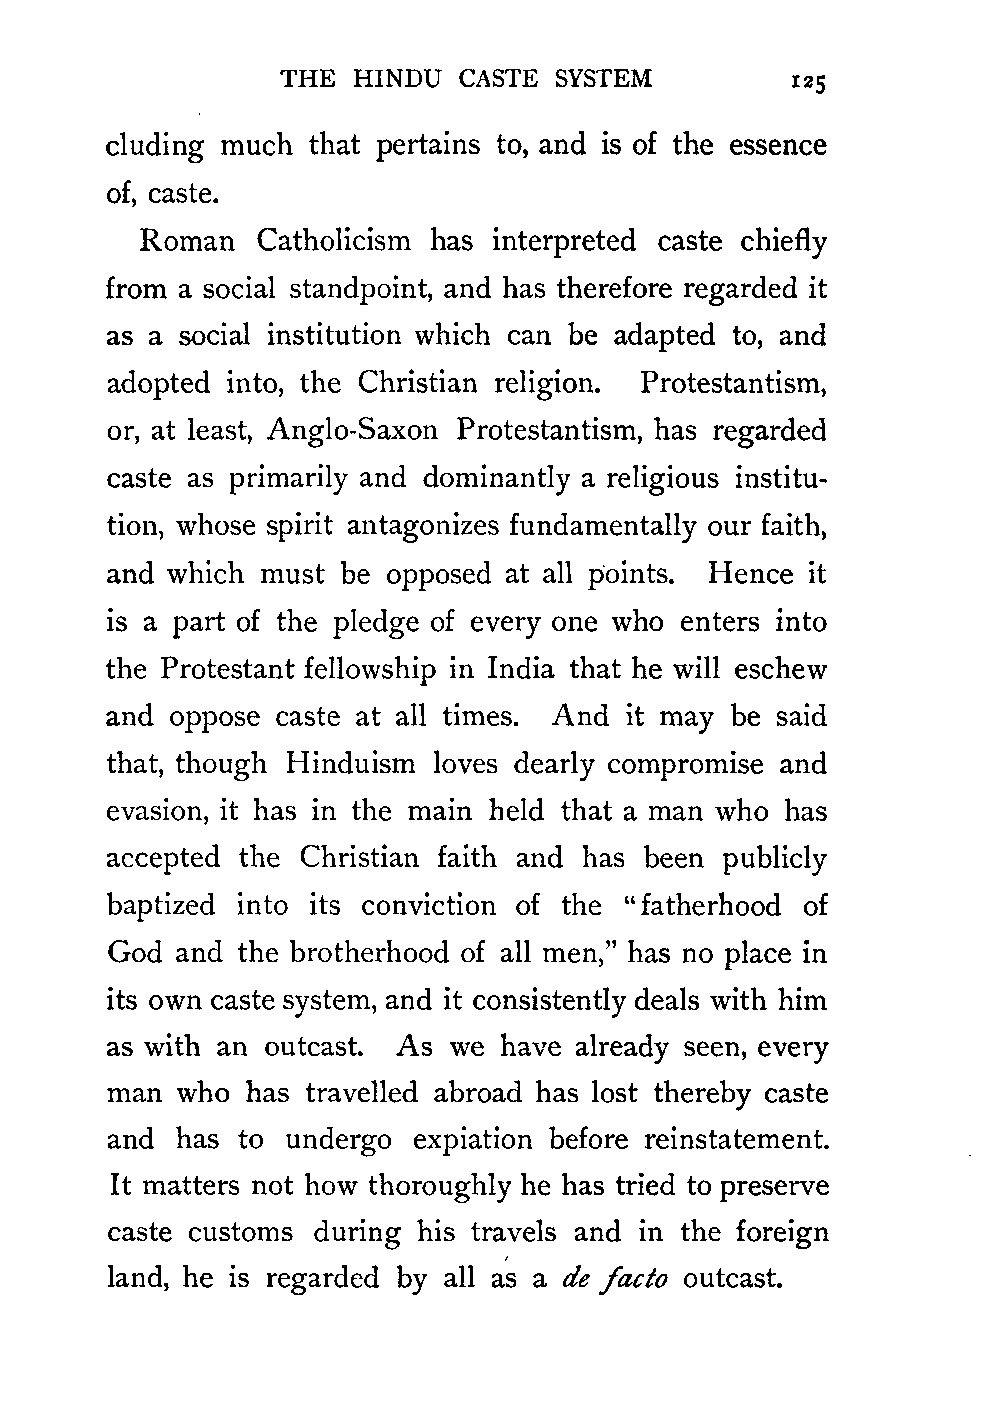 THE HINDU CASTE SYSTEM 125
cluding much that pertains to, and is of the essence
of, caste.
Roman Catholicism has interpreted caste chiefly
from a social standpoint, and has therefore regarded it
as a social institution which can be adapted to, and
adopted into, the Christian religion. Protestantism,
or, at least, Anglo-Saxon Protestantism, has regarded
caste as primarily and dominantly a religious institu-
tion, whose spirit antagonizes fundamentally our faith,
and which must be opposed at all points. Hence it
is a part of the pledge of every one who enters into
the Protestant fellowship in India that he will eschew
and oppose caste at all times. And it may be said
that, though Hinduism loves dearly compromise and
evasion, it has in the main held that a man who has
accepted the Christian faith and has been publicly
baptized into its conviction of the “fatherhood of
God and the brotherhood of all men,” has no place in
its own caste system, and it consistently deals with him
as with an outcast. As we have already seen, every
man who has travelled abroad has lost thereby caste
and has to undergo expiation before reinstatement.
It matters not how thoroughly he has tried to preserve
caste customs during his travels and in the foreign
land, he is regarded by all as a de facto outcast.